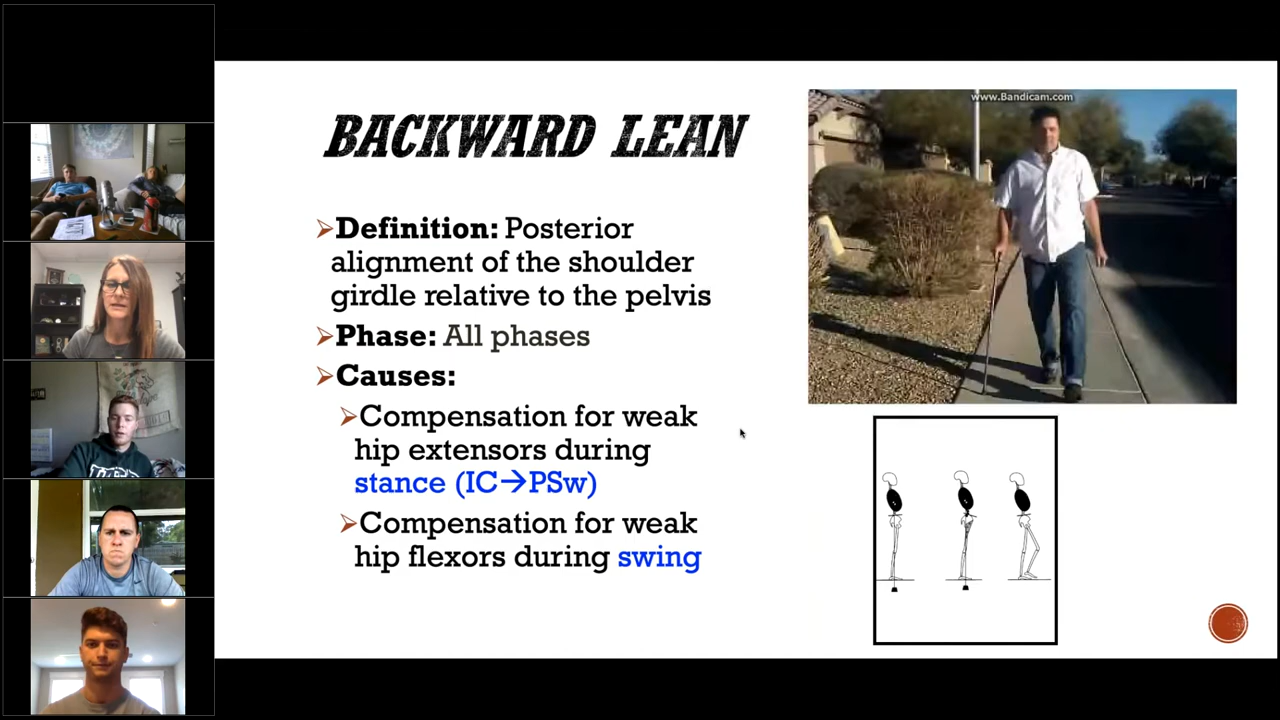 www.Bandicam.com
BACKWARD LEAN
➢Definition: Posterior
alignment of the shoulder
girdle relative to the pelvis
➢Phase: All phases
➢Causes:
➢Compensation for weak
hip extensors during
stance (IC→PSw)
➢Compensation for weak
hip flexors during swing